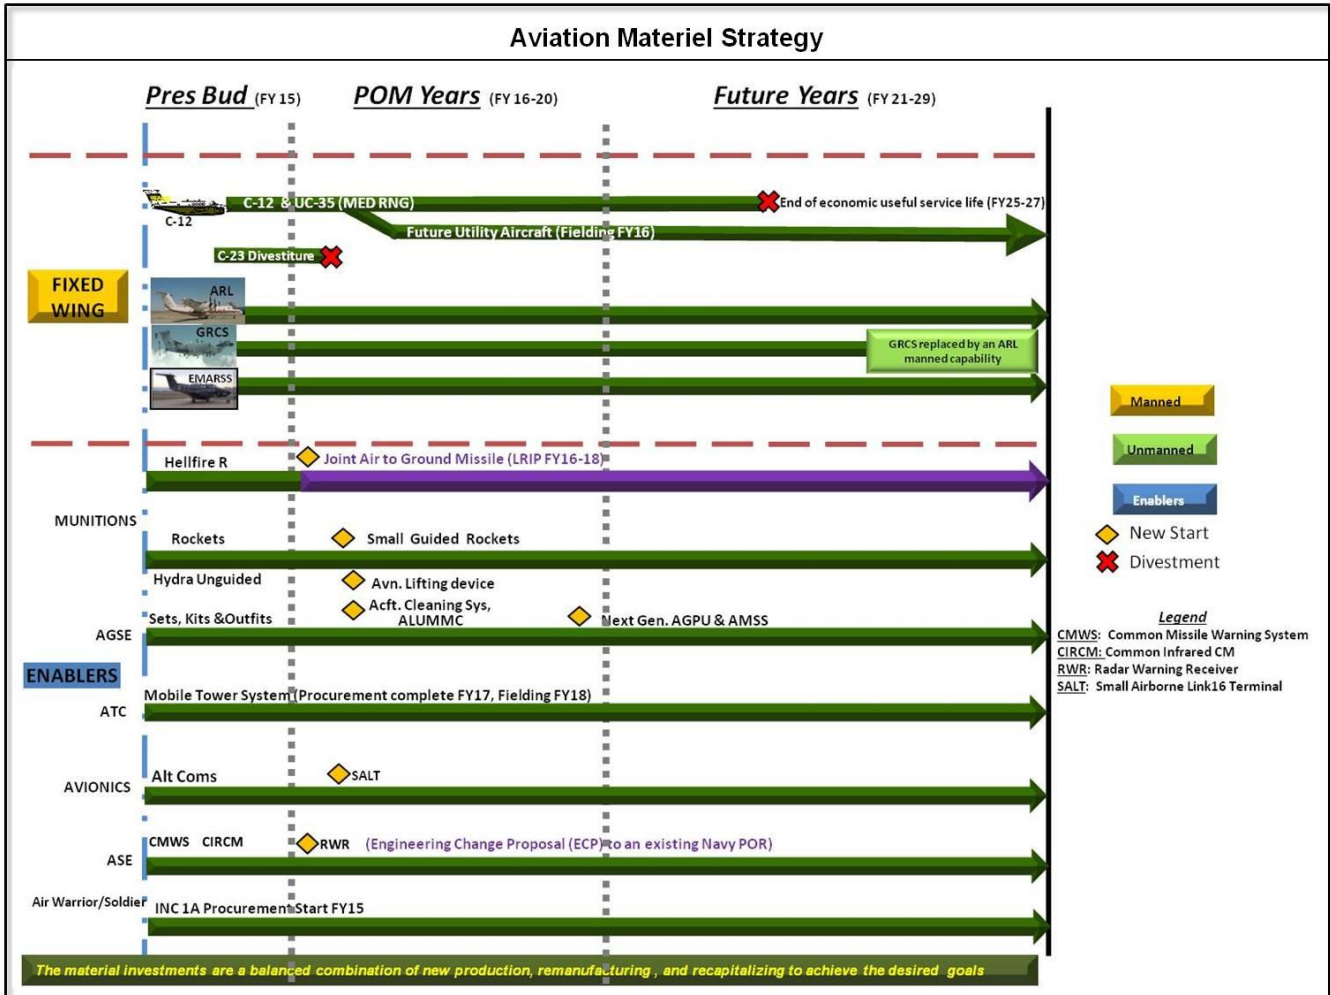 Aviation Materiel Strategy
Pres Bud (FY 15)
POM Years (FY 16-20)
Future Years (FY 21-29)
C-12
C-12 & UC-35 (MED RNG)
End of economic useful service life (FY25-27)
Future Utility Aircraft (Fielding FY16)
C-23 Divestiture
FIXED
WING
ARL
GRCS
GRCS replaced by an ARL
manned capability
EMARSS
Manned
Unmanned
Enablers
New Start
Divestment
Hellfire R
Joint Air to Ground Missile (LRIP FY16-18)
MUNITIONS
Rockets
Small Guided Rockets
Hydra Unguided
Avn. Lifting device
Acft. Cleaning Sys,
ALUMMC
Sets, Kits &Outfits
Next Gen. AGPU & AMSS
AGSE
Legend
CMWS: Common Missile Warning System
CIRCM: Common Infrared CM
RWR: Radar Warning Receiver
SALT: Small Airborne Link16 Terminal
ENABLERS
Mobile Tower System (Procurement complete FY17, Fielding FY18)
ATC
Alt Coms
SALT
AVIONICS
CMWS CIRCM
RWR
(Engineering Change Proposal (ECP) to an existing Navy POR)
ASE
Air Warrior/Soldier
INC 1A Procurement Start FY15
The material investments are a balanced combination of new production, remanufacturing , and recapitalizing to achieve the desired goals